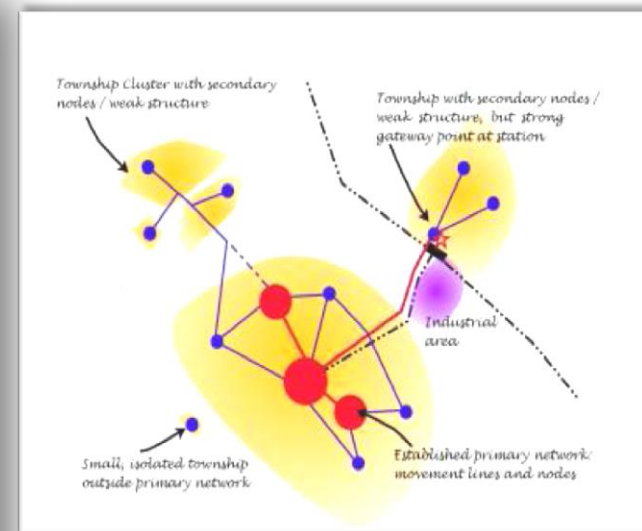 Township Cluster with secondary
nodes / weak structure
Township with secondary nodes /
weak structure, but strong
gateway point at station
Industrial
area
Small, isolated township
outside primary network
Established primary network:
movement lines and nodes